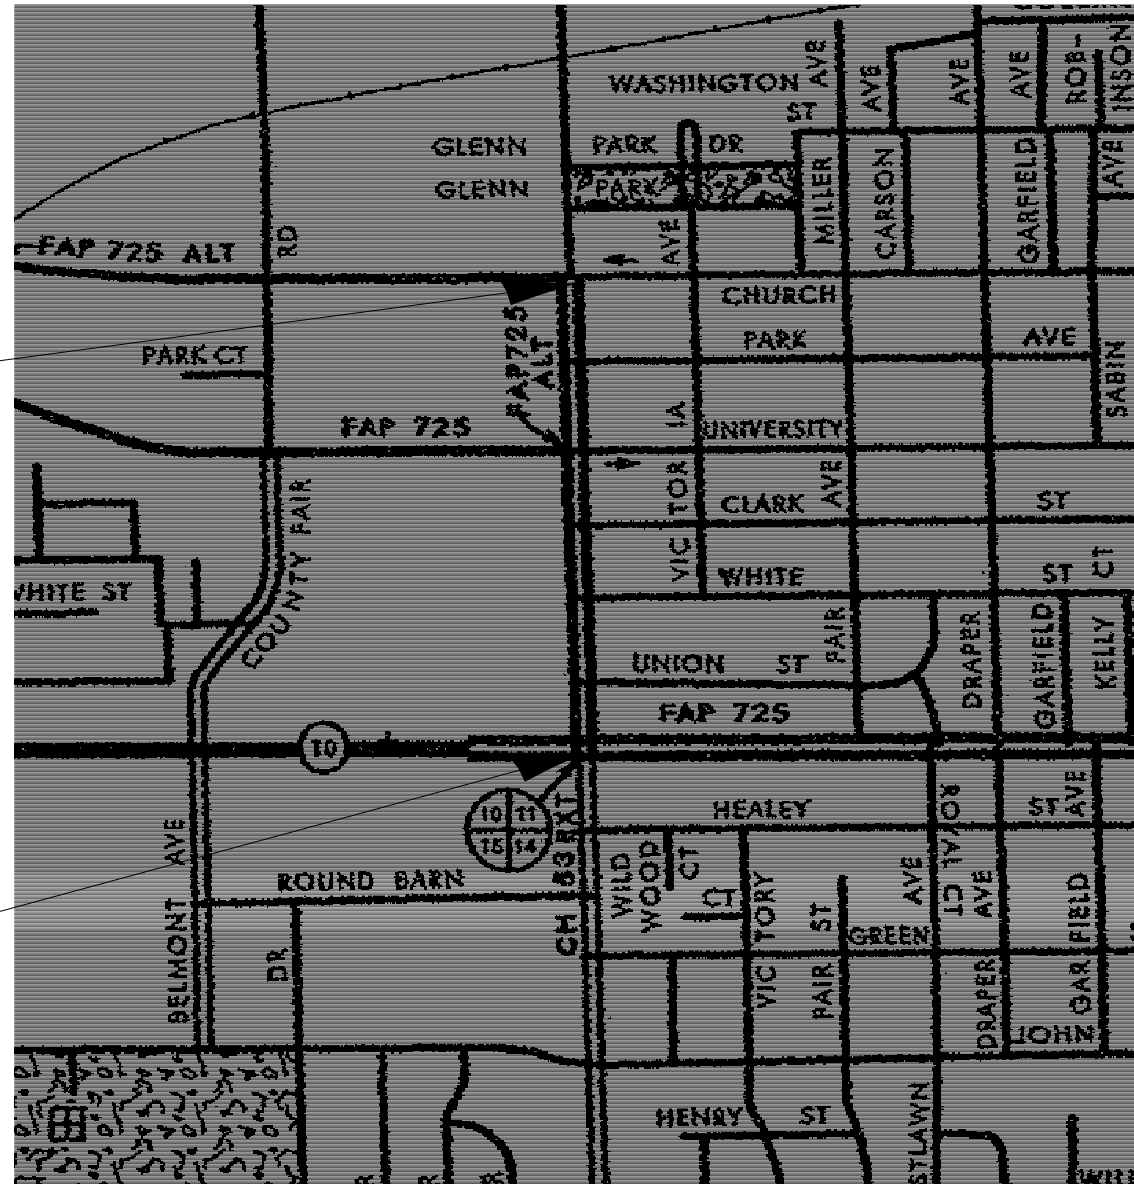 WASHINGTON ST
AVE
AVE
AVE
AVE
ROB-
INSON
GLENN PARK DR
GLENN PARK
MILLER
CARSON
GARFIELD
AVE
FAP 725 ALT
RD
AVE
CHURCH
FAP 725
ALT
PARK AVE
PARK CT
SABIN
FAP 725
VIC TOR IA
UNIVERSITY
AVE
COUNTY FAIR
CLARK ST
WHITE ST
CT
WHITE ST
UNION ST
FAIR
DRAPER
GARFIELD
KELLY
FAP 725
10
10 11
15 14
CH 53 EXT
HEALEY ST
AVE
ROYAL CT
AVE
BELMONT
ROUND BARN
DR
WILD
WOOD
CT
CT
VIC TORY
FAIR ST
AVE
GREEN
DRAPER AVE
GAR FIELD
JOHN
HENRY ST
STLAWN